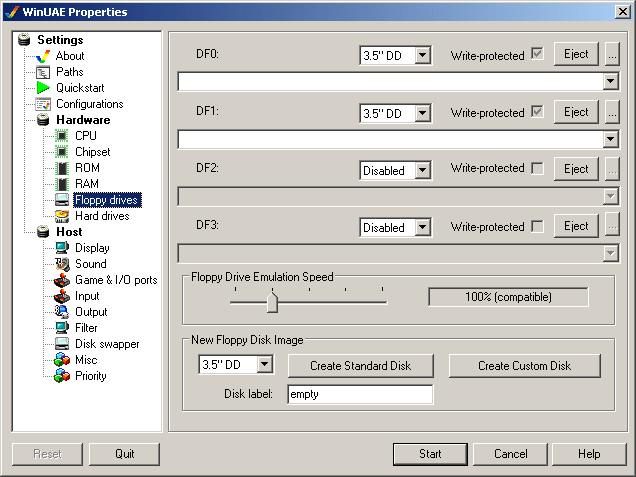 WinUAE Properties
Settings
About
Paths
Quickstart
Configurations
Hardware
CPU
Chipset
ROM
RAM
Floppy drives
Hard drives
Host
Display
Sound
Game & I/O ports
Input
Output
Filter
Disk swapper
Misc
Priority
DF0: 3.5" DD Write-protected Eject ...
DF1: 3.5" DD Write-protected Eject ...
DF2: Disabled Write-protected Eject ...
DF3: Disabled Write-protected Eject ...
Floppy Drive Emulation Speed
100% (compatible)
New Floppy Disk Image
3.5" DD Create Standard Disk Create Custom Disk
Disk label: empty
Reset Quit Start Cancel Help